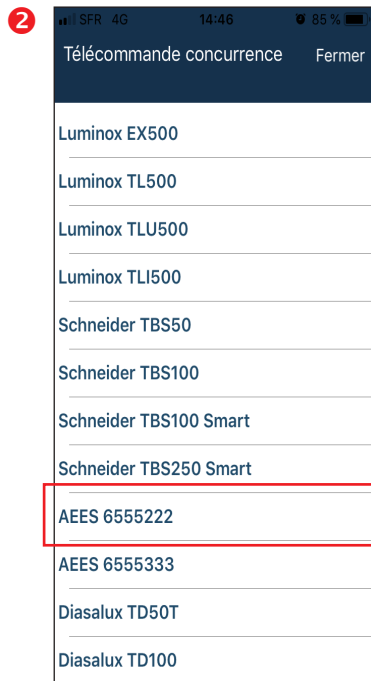 2
SFR 4G 14:46 85 %
Télécommande concurrence Fermer
Luminox EX500
Luminox TL500
Luminox TLU500
Luminox TLI500
Schneider TBS50
Schneider TBS100
Schneider TBS100 Smart
Schneider TBS250 Smart
AEES 6555222
AEES 6555333
Diasalux TD50T
Diasalux TD100